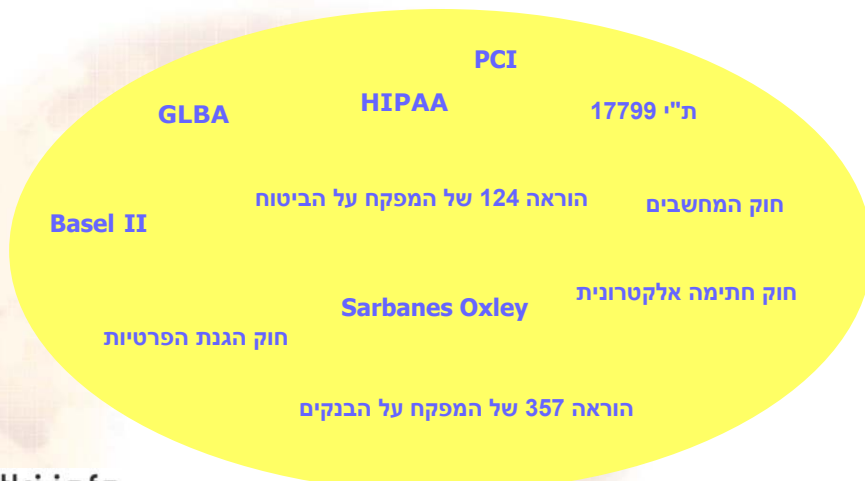 PCI
GLBA
HIPAA
ת"י 17799
הוראה 124 של המפקח על הביטוח
חוק המחשבים
Basel II
חוק חתימה אלקטרונית
Sarbanes Oxley
חוק הגנת הפרטיות
הוראה 357 של המפקח על הבנקים